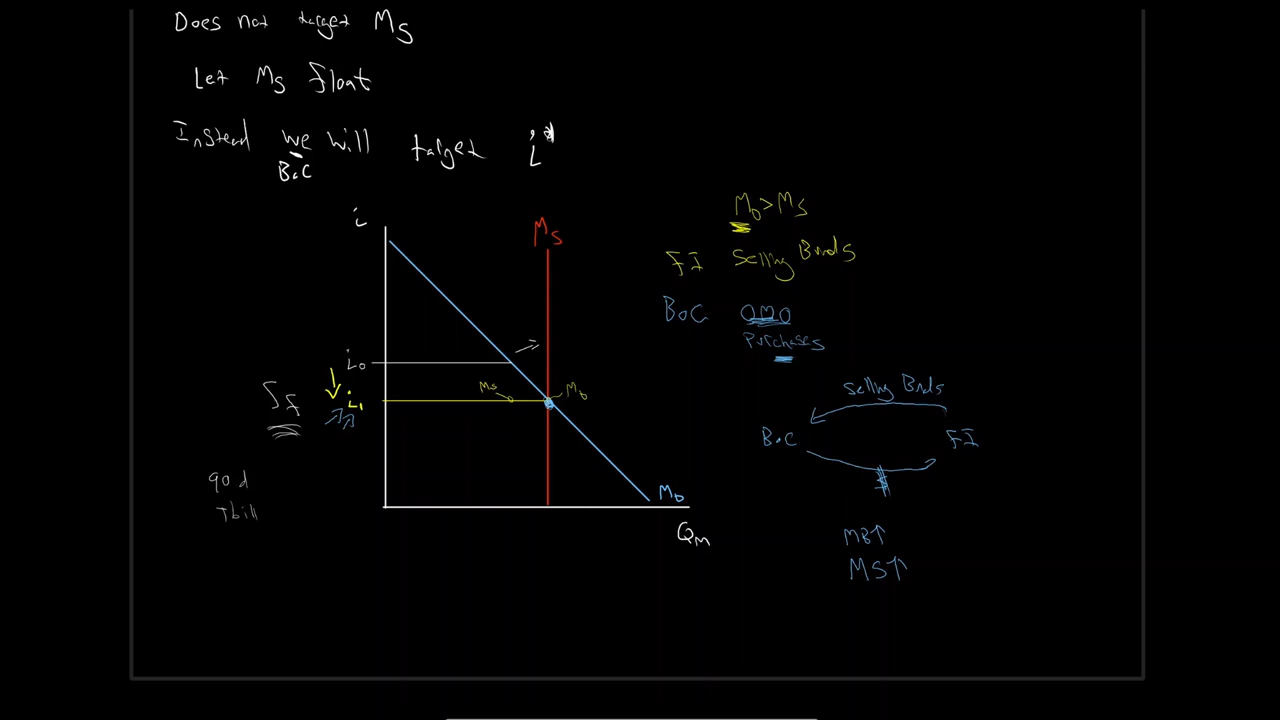 Does not target Ms
Let Ms float
Instead we will target i*
BoC
i
Ms
MD > Ms
FI Selling Bonds
BoC OMO
Purchases
i0
Ms
MD
i1
90 d
Tbill
MD
QM
Selling Bonds
BoC
FI
$
MB↑
MS↑